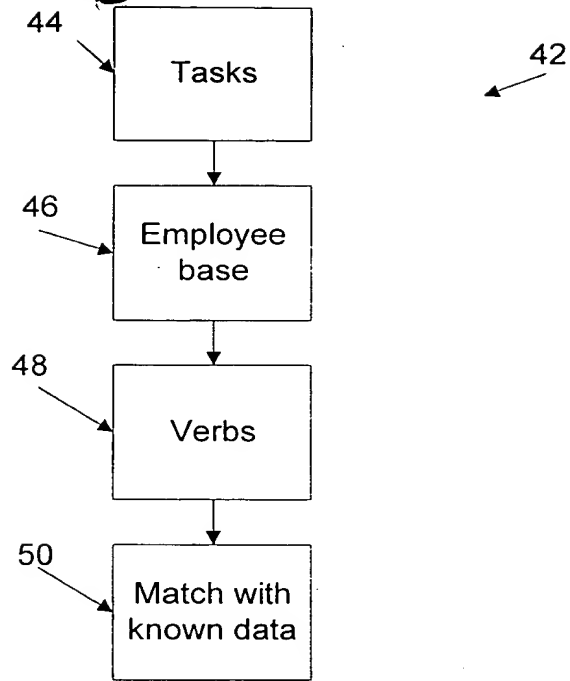 44
Tasks
42
46
Employee
base
48
Verbs
50
Match with
known data